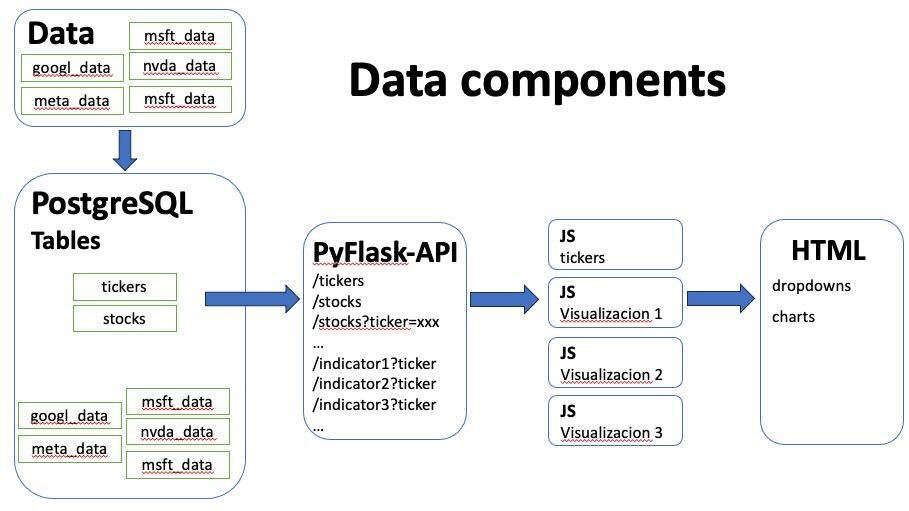 Data
msft_data
googl_data
nvda_data
meta_data
msft_data
Data components
PostgreSQL
Tables
tickers
stocks
msft_data
googl_data
nvda_data
meta_data
msft_data
PyFlask-API
/tickers
/stocks
/stocks?ticker=xxx
...
/indicator1?ticker
/indicator2?ticker
/indicator3?ticker
...
JS
tickers
JS
Visualizacion 1
JS
Visualizacion 2
JS
Visualizacion 3
HTML
dropdowns
charts